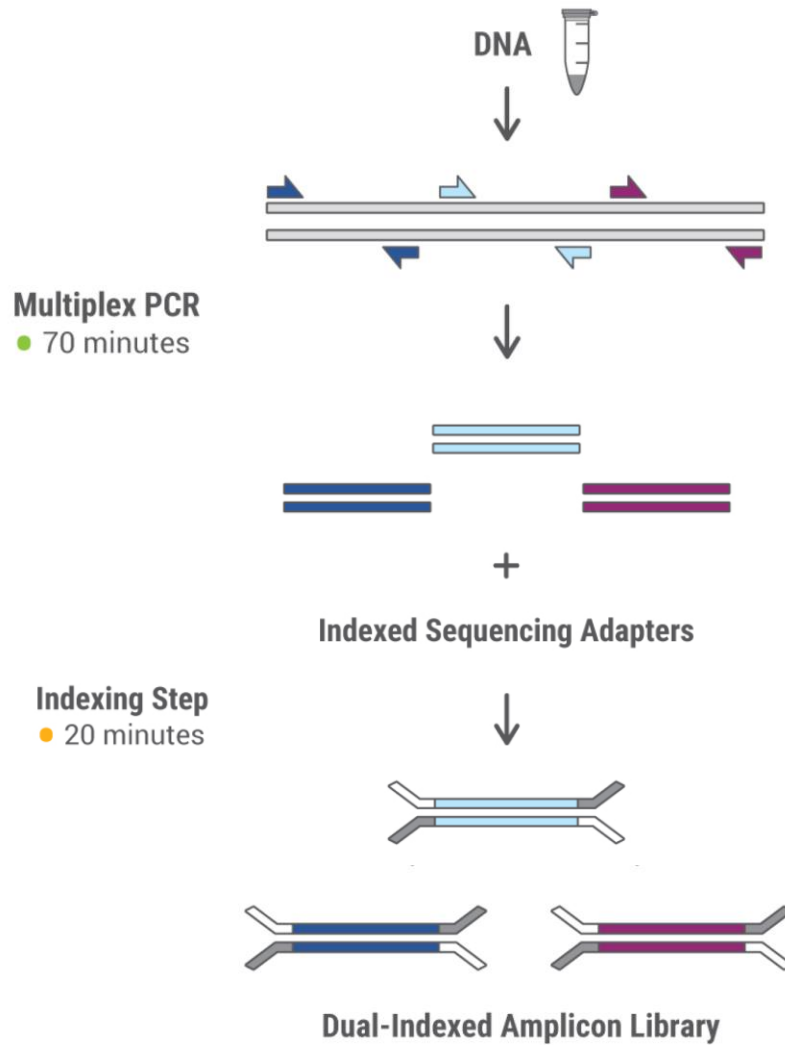 DNA
Multiplex PCR
70 minutes
+
Indexed Sequencing Adapters
Indexing Step
20 minutes
Dual-Indexed Amplicon Library